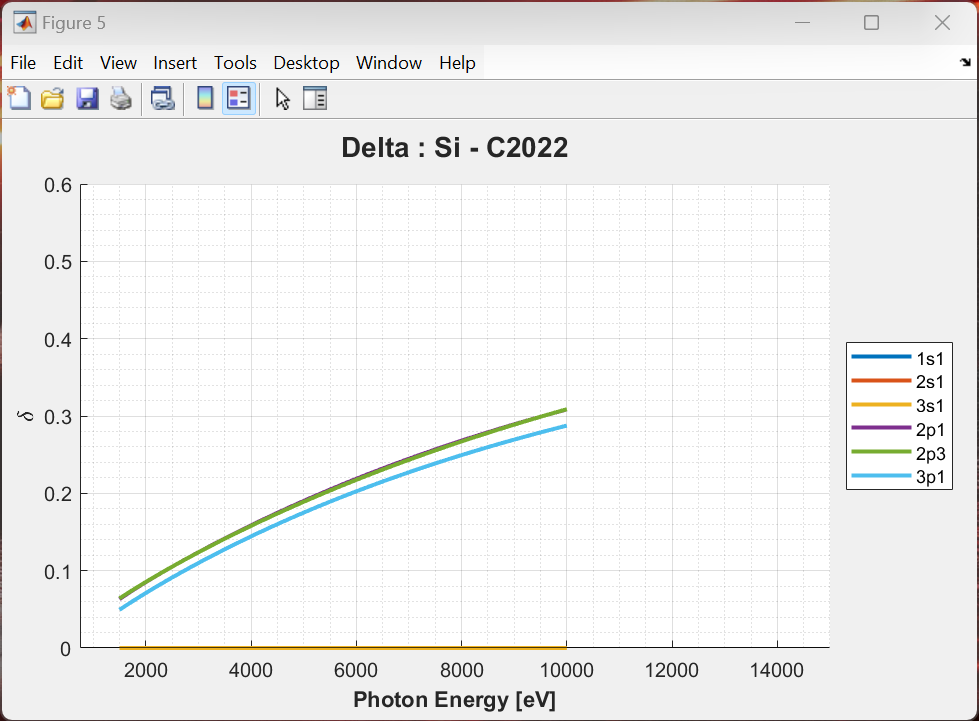 Figure 5
File Edit View Insert Tools Desktop Window Help
Delta : Si - C2022
0.6
0.5
0.4
0.3
0.2
0.1
0
δ
2000 4000 6000 8000 10000 12000 14000
Photon Energy [eV]
1s1
2s1
3s1
2p1
2p3
3p1